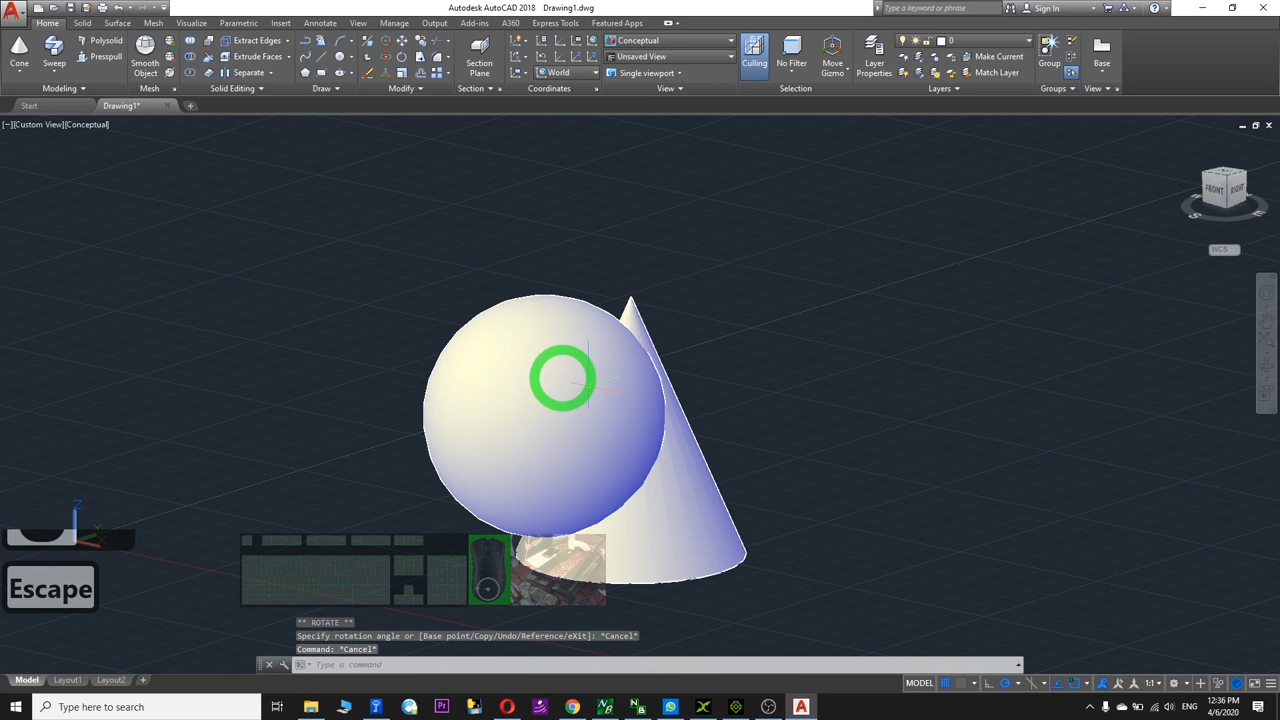 Autodesk AutoCAD 2018 Drawing1.dwg
Type a keyword or phrase
Sign In
Home Solid Surface Mesh Visualize Parametric Insert Annotate View Manage Output Add-ins A360 Express Tools Featured Apps
Polysolid Extract Edges Conceptual 0
Cone Sweep Presspull Smooth Object Extrude Faces Section Plane Unsaved View Culling No Filter Move Gizmo Layer Properties Make Current Group Base
Separate World Single viewport Match Layer
Modeling Mesh Solid Editing Draw Modify Section Coordinates View Selection Layers Groups View
Start Drawing1*
[−][Custom View][Conceptual]
FRONT RIGHT
S E
WCS
Z
Y
X
Escape
** ROTATE **
Specify rotation angle or [Base point/Copy/Undo/Reference/eXit]: *Cancel*
Command: *Cancel*
Type a command
Model Layout1 Layout2
MODEL 1:1
Type here to search
12:36 PM
4/6/2020